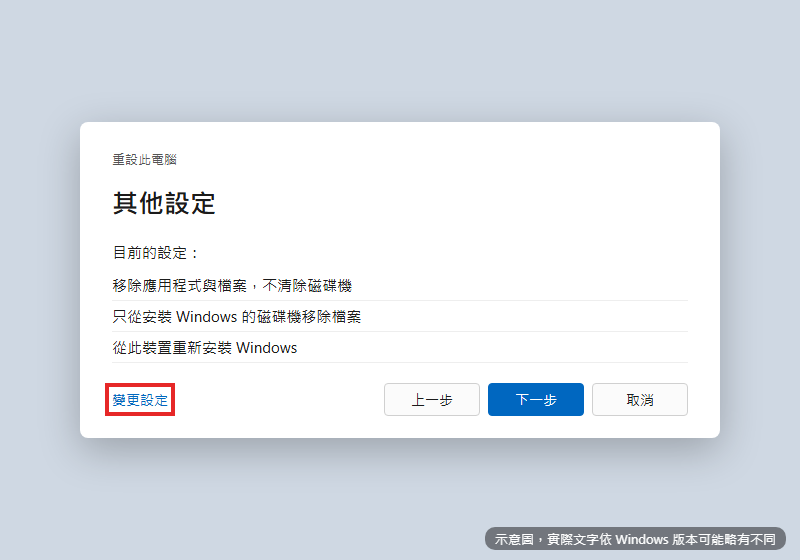 重設此電腦
其他設定
目前的設定：
移除應用程式與檔案，不清除磁碟機
只從安裝 Windows 的磁碟機移除檔案
從此裝置重新安裝 Windows
變更設定
上一步
下一步
取消
示意圖，實際文字依 Windows 版本可能略有不同